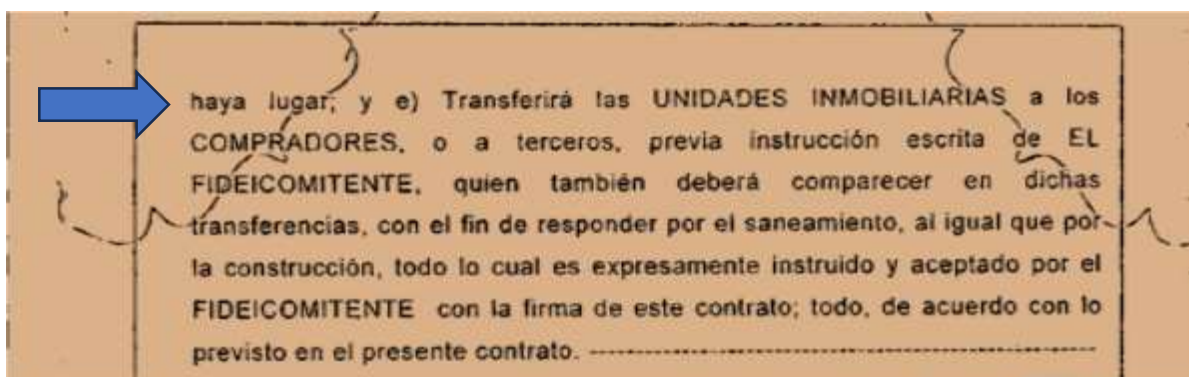 haya lugar; y e) Transferirá las UNIDADES INMOBILIARIAS a los
COMPRADORES, o a terceros, previa instrucción escrita de EL
FIDEICOMITENTE, quien también deberá comparecer en dichas
transferencias, con el fin de responder por el saneamiento, al igual que por
la construcción, todo lo cual es expresamente instruido y aceptado por el
FIDEICOMITENTE con la firma de este contrato; todo, de acuerdo con lo
previsto en el presente contrato. ----------------------------------------